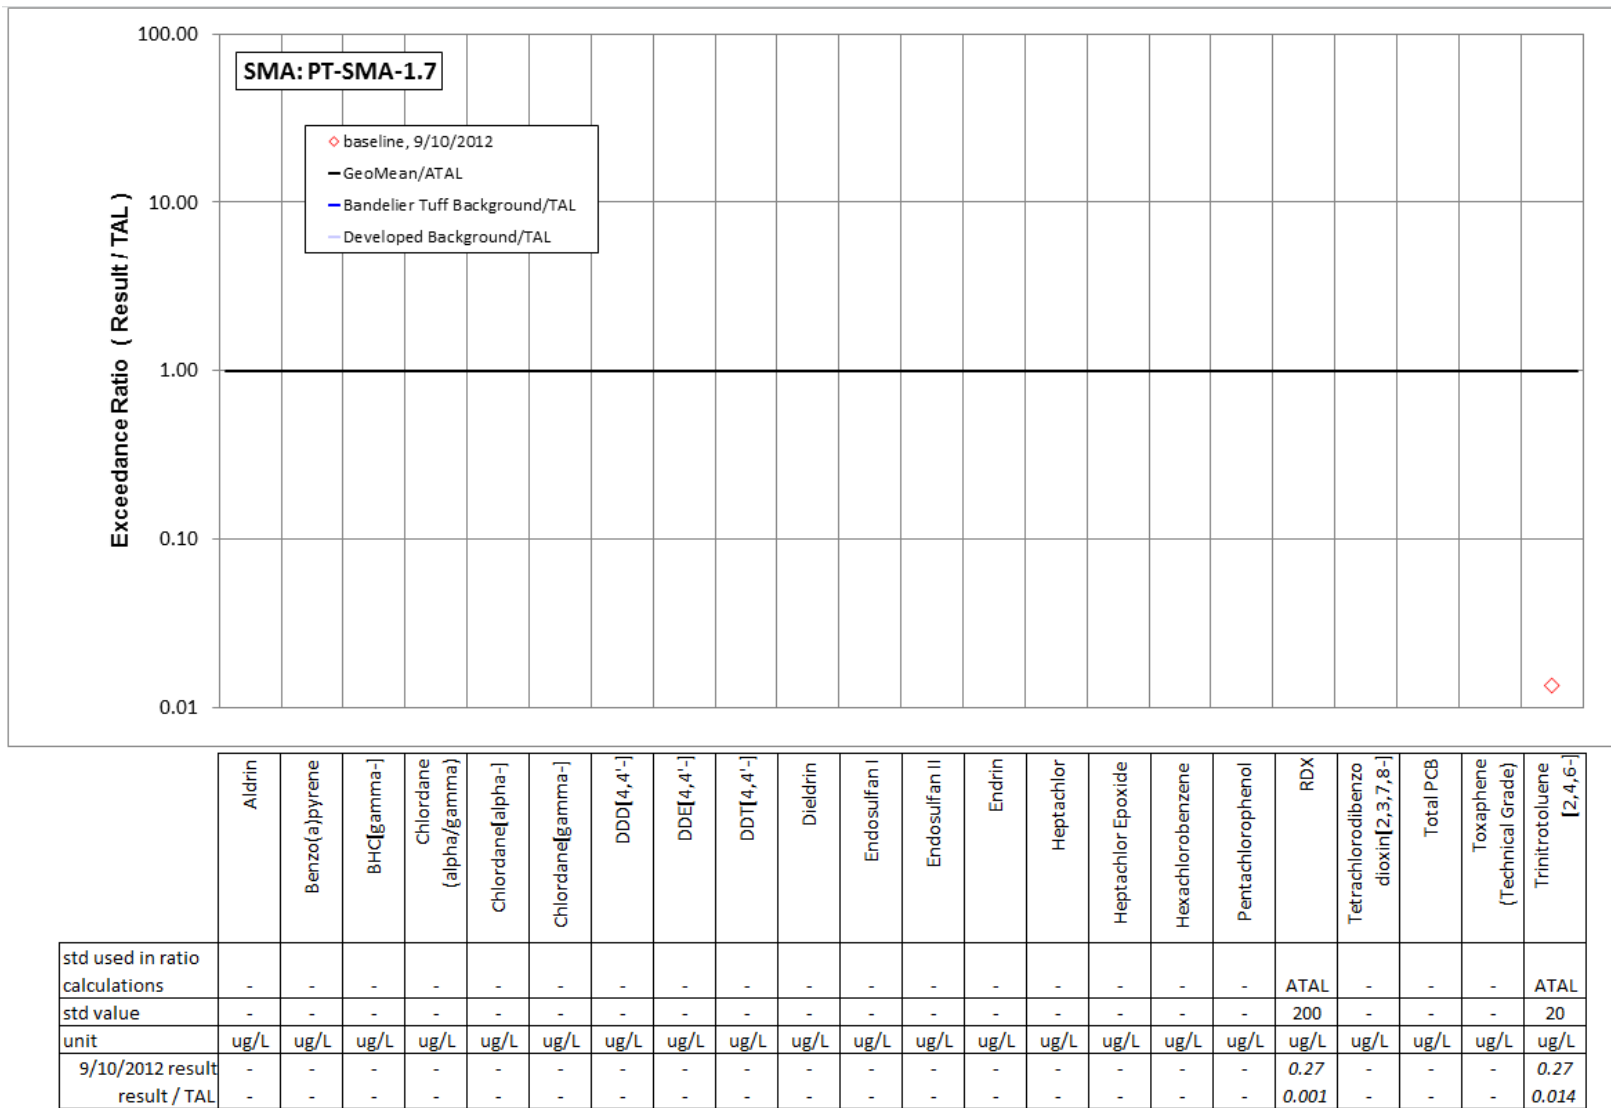 100.00
SMA: PT-SMA-1.7
baseline, 9/10/2012
GeoMean/ATAL
10.00
Bandelier Tuff Background/TAL
Developed Background/TAL
Exceedance Ratio ( Result / TAL )
1.00
0.10
0.01
Aldrin
Benzo(a)pyrene
BHC[gamma-]
Chlordane
(alpha/gamma)
Chlordane[alpha-]
Chlordane[gamma-]
DDD[4,4'-]
DDE[4,4'-]
DDT[4,4'-]
Dieldrin
Endosulfan I
Endosulfan II
Endrin
Heptachlor
Heptachlor Epoxide
Hexachlorobenzene
Pentachlorophenol
RDX
Tetrachlorodibenzo
dioxin[2,3,7,8-]
Total PCB
Toxaphene
(Technical Grade)
Trinitrotoluene
[2,4,6-]
std used in ratio
calculations - - - - - - - - - - - - - - - - - ATAL - - - ATAL
std value - - - - - - - - - - - - - - - - - 200 - - - 20
unit ug/L ug/L ug/L ug/L ug/L ug/L ug/L ug/L ug/L ug/L ug/L ug/L ug/L ug/L ug/L ug/L ug/L ug/L ug/L ug/L ug/L ug/L
9/10/2012 result - - - - - - - - - - - - - - - - - 0.27 - - - 0.27
result / TAL - - - - - - - - - - - - - - - - - 0.001 - - - 0.014